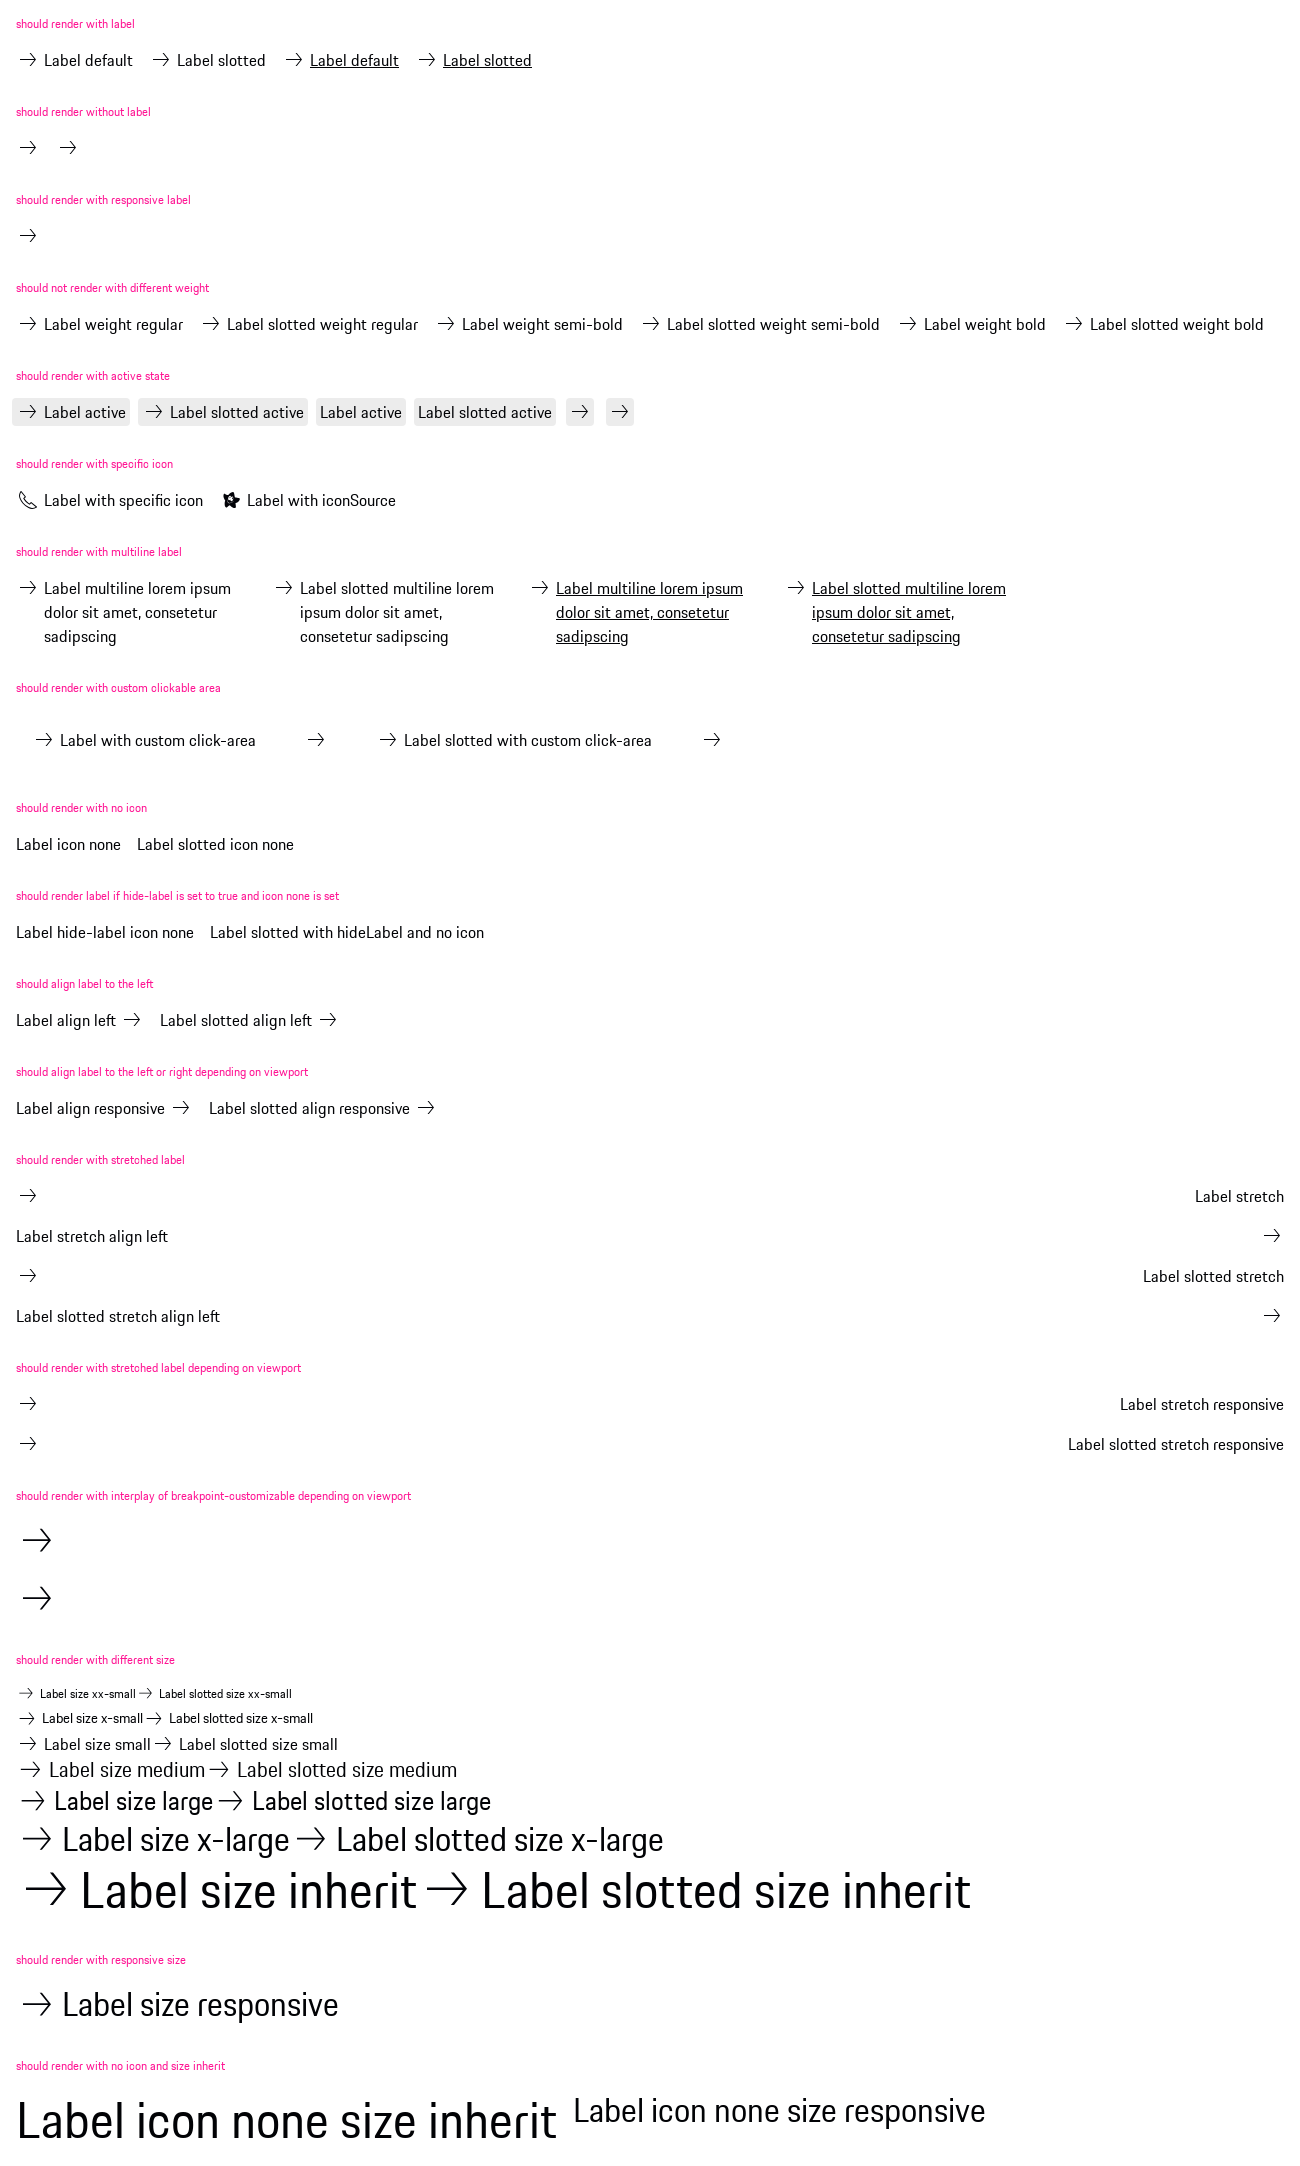 should render with label
Label default Label slotted Label default Label slotted
should render without label
should render with responsive label
should not render with different weight
Label weight regular Label slotted weight regular Label weight semi-bold Label slotted weight semi-bold Label weight bold Label slotted weight bold
should render with active state
Label active Label slotted active Label active Label slotted active
should render with specific icon
Label with specific icon Label with iconSource
should render with multiline label
Label multiline lorem ipsum Label slotted multiline lorem Label multiline lorem ipsum Label slotted multiline lorem
dolor sit amet, consetetur ipsum dolor sit amet, dolor sit amet, consetetur ipsum dolor sit amet,
sadipscing consetetur sadipscing sadipscing consetetur sadipscing
should render with custom clickable area
Label with custom click-area Label slotted with custom click-area
should render with no icon
Label icon none Label slotted icon none
should render label if hide-label is set to true and icon none is set
Label hide-label icon none Label slotted with hideLabel and no icon
should align label to the left
Label align left Label slotted align left
should align label to the left or right depending on viewport
Label align responsive Label slotted align responsive
should render with stretched label
Label stretch
Label stretch align left
Label slotted stretch
Label slotted stretch align left
should render with stretched label depending on viewport
Label stretch responsive
Label slotted stretch responsive
should render with interplay of breakpoint-customizable depending on viewport
should render with different size
Label size xx-small Label slotted size xx-small
Label size x-small Label slotted size x-small
Label size small Label slotted size small
Label size medium Label slotted size medium
Label size large Label slotted size large
Label size x-large Label slotted size x-large
Label size inherit Label slotted size inherit
should render with responsive size
Label size responsive
should render with no icon and size inherit
Label icon none size inherit Label icon none size responsive